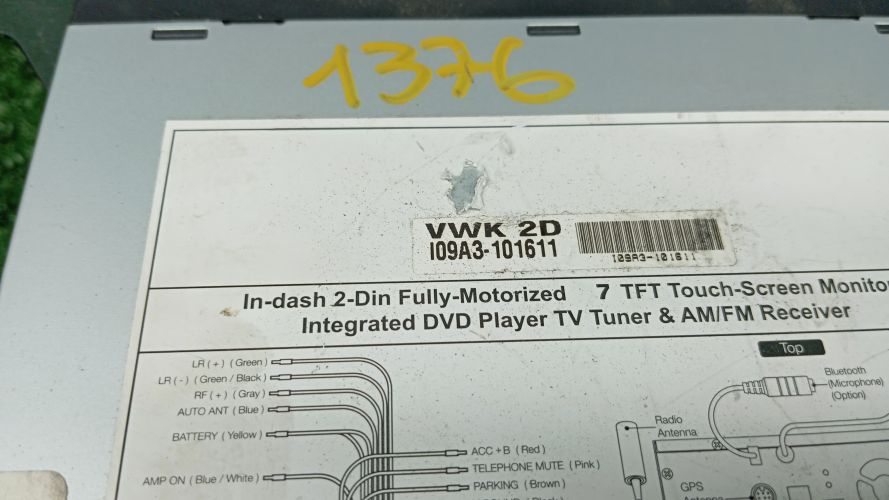 1376
VWK 2D
I09A3-101611
I09A3-101611
In-dash 2-Din Fully-Motorized 7 TFT Touch-Screen Monito
Integrated DVD Player TV Tuner & AM/FM Receiver
Top
LR (+) (Green)
LR (-) (Green / Black)
RF (+) (Gray)
AUTO ANT (Blue)
BATTERY (Yellow)
AMP ON (Blue / White)
ACC +B (Red)
TELEPHONE MUTE (Pink)
PARKING (Brown)
Radio
Antenna
GPS
Antenna
Bluetooth
(Microphone)
(Option)